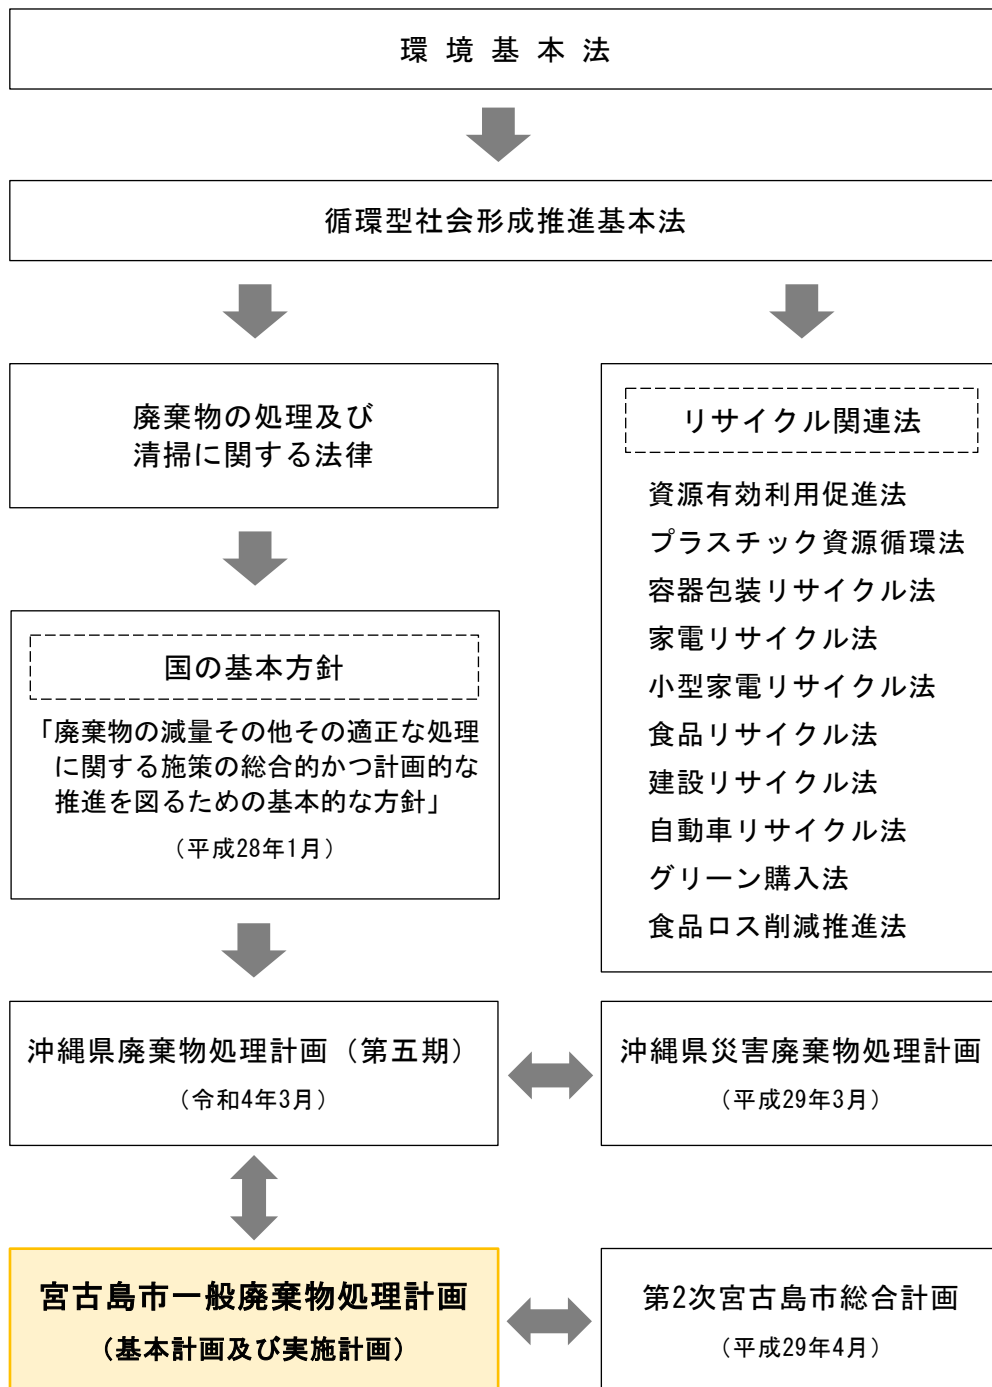 環境基本法
循環型社会形成推進基本法
廃棄物の処理及び
清掃に関する法律
国の基本方針
「廃棄物の減量その他その適正な処理
に関する施策の総合的かつ計画的な
推進を図るための基本的な方針」
（平成28年1月）
リサイクル関連法
資源有効利用促進法
プラスチック資源循環法
容器包装リサイクル法
家電リサイクル法
小型家電リサイクル法
食品リサイクル法
建設リサイクル法
自動車リサイクル法
グリーン購入法
食品ロス削減推進法
沖縄県廃棄物処理計画（第五期）
（令和4年3月）
沖縄県災害廃棄物処理計画
（平成29年3月）
宮古島市一般廃棄物処理計画
（基本計画及び実施計画）
第2次宮古島市総合計画
（平成29年4月）